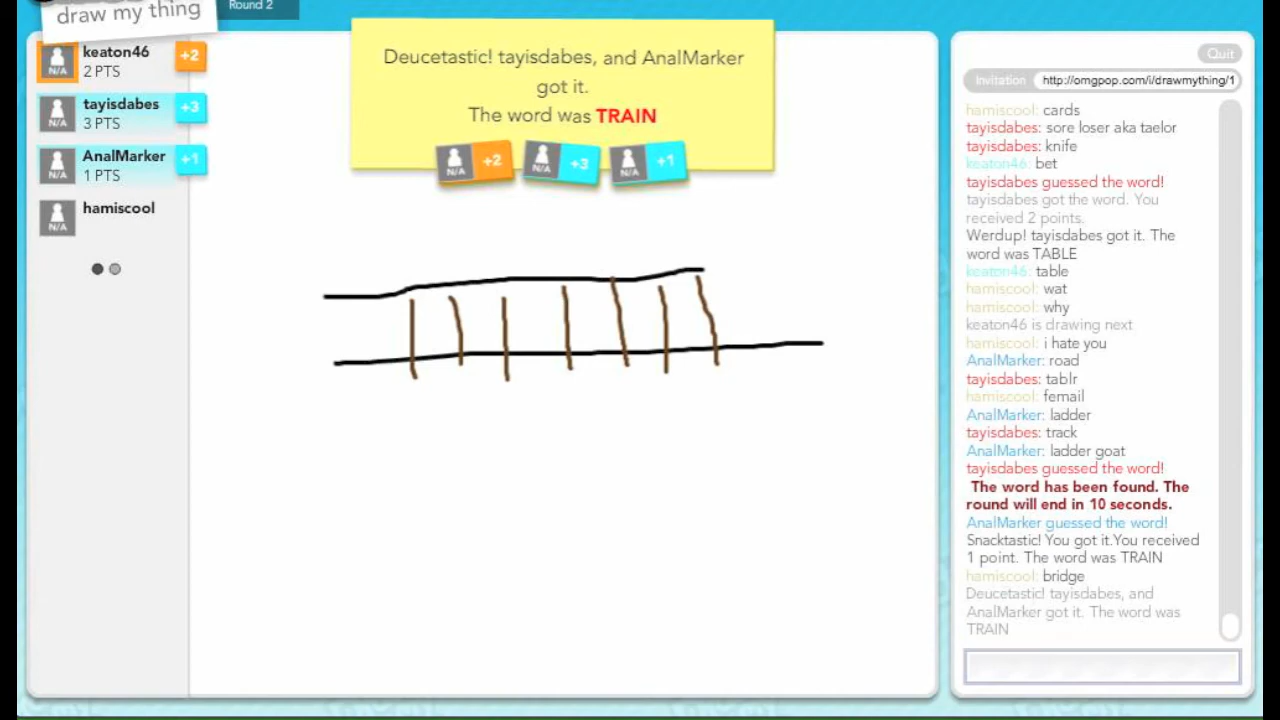 draw my thing
Round 2
keaton46
2 PTS
+2
N/A
tayisdabes
3 PTS
+3
N/A
AnalMarker
1 PTS
+1
N/A
hamiscool
N/A
Deucetastic! tayisdabes, and AnalMarker
got it.
The word was TRAIN
N/A +2
N/A +3
N/A +1
Quit
Invitation http://omgpop.com/i/drawmything/1
hamiscool: cards
tayisdabes: sore loser aka taelor
tayisdabes: knife
keaton46: bet
tayisdabes guessed the word!
tayisdabes got the word. You
received 2 points.
Werdup! tayisdabes got it. The
word was TABLE
keaton46: table
hamiscool: wat
hamiscool: why
keaton46 is drawing next
hamiscool: i hate you
AnalMarker: road
tayisdabes: tablr
hamiscool: femail
AnalMarker: ladder
tayisdabes: track
AnalMarker: ladder goat
tayisdabes guessed the word!
The word has been found. The
round will end in 10 seconds.
AnalMarker guessed the word!
Snacktastic! You got it.You received
1 point. The word was TRAIN
hamiscool: bridge
Deucetastic! tayisdabes, and
AnalMarker got it. The word was
TRAIN